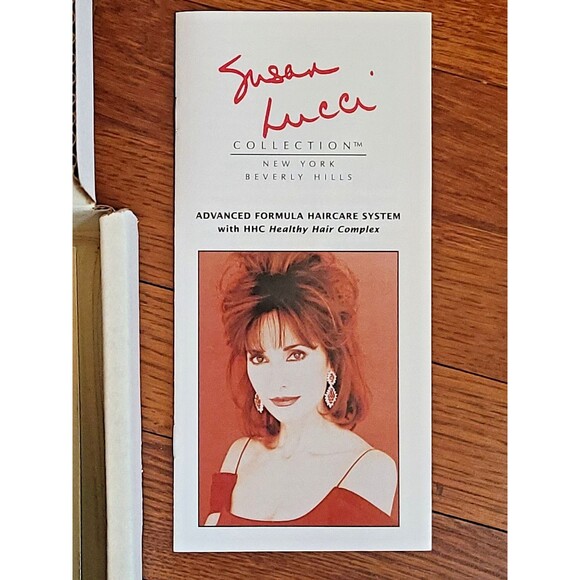 Susan
Lucci
COLLECTION™
NEW YORK
BEVERLY HILLS
ADVANCED FORMULA HAIRCARE SYSTEM
with HHC Healthy Hair Complex